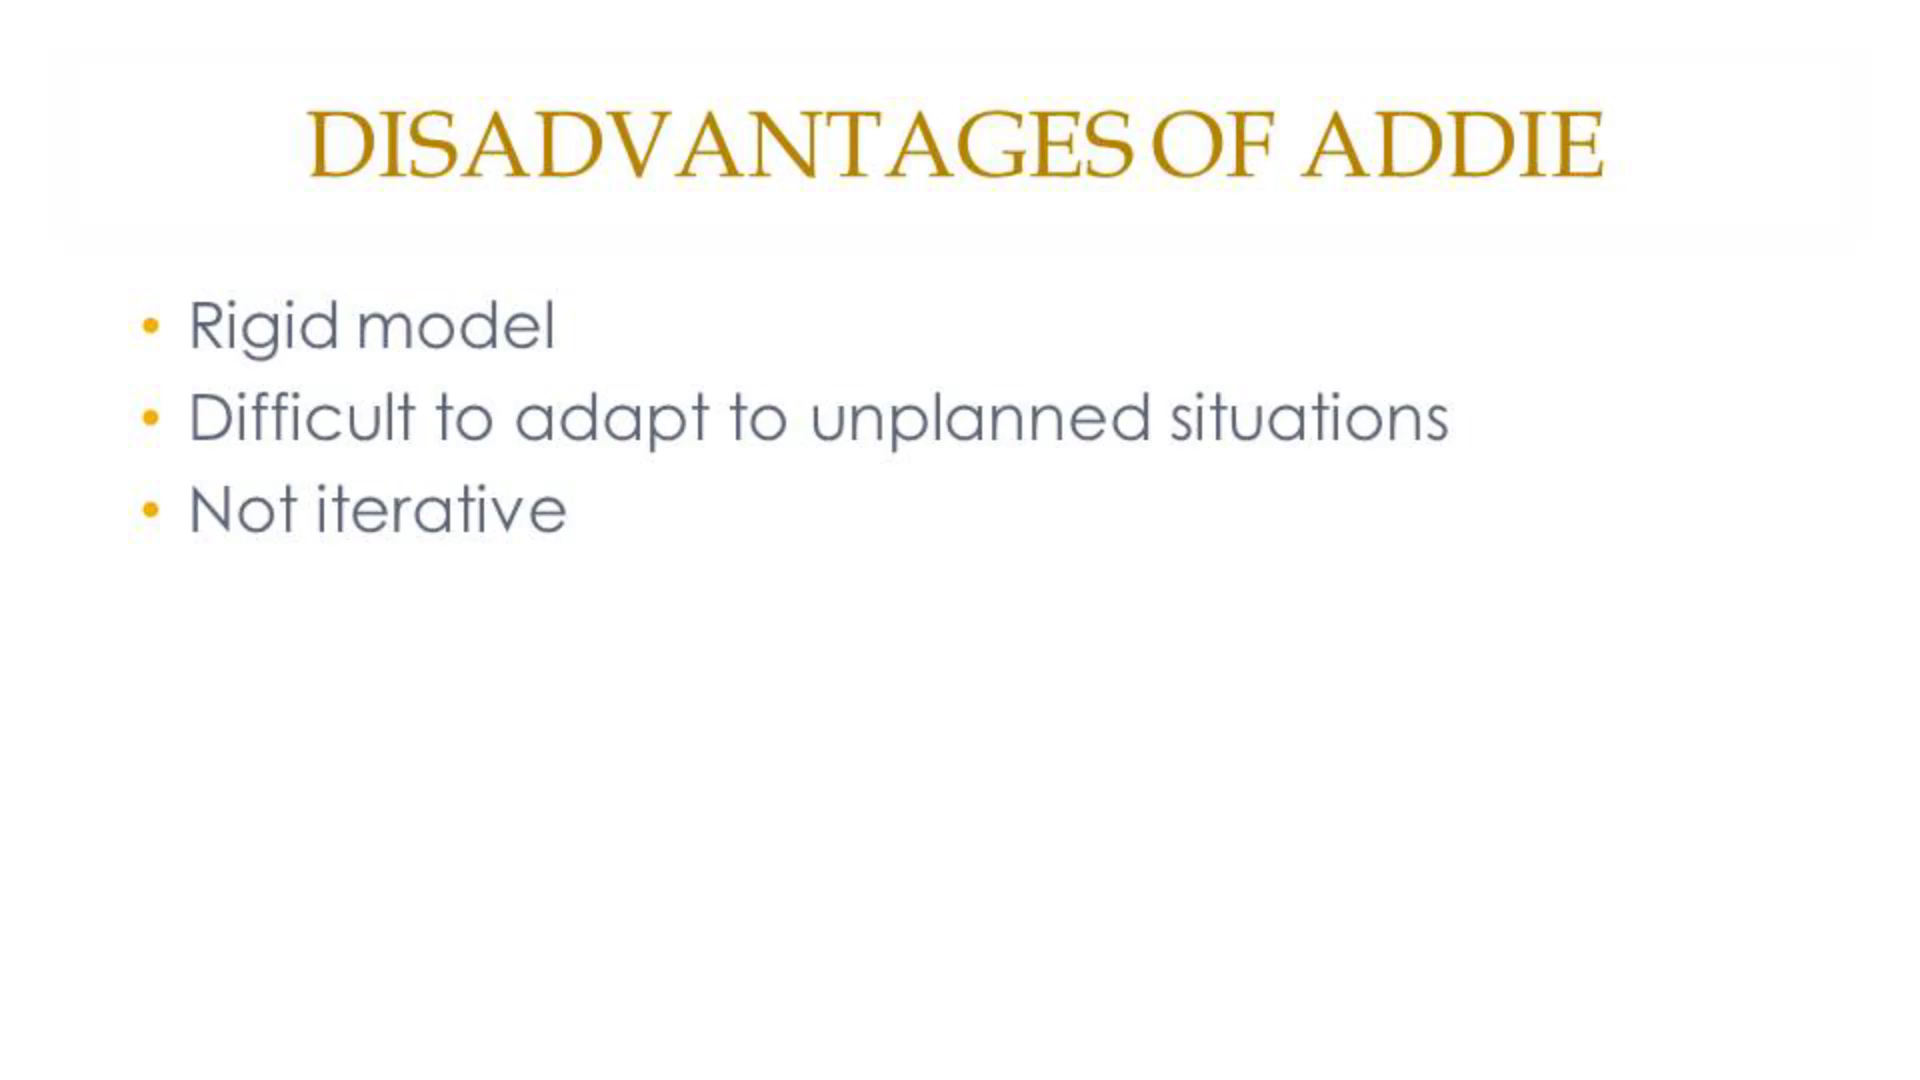 DISADVANTAGES OF ADDIE
• Rigid model
• Difficult to adapt to unplanned situations
• Not iterative